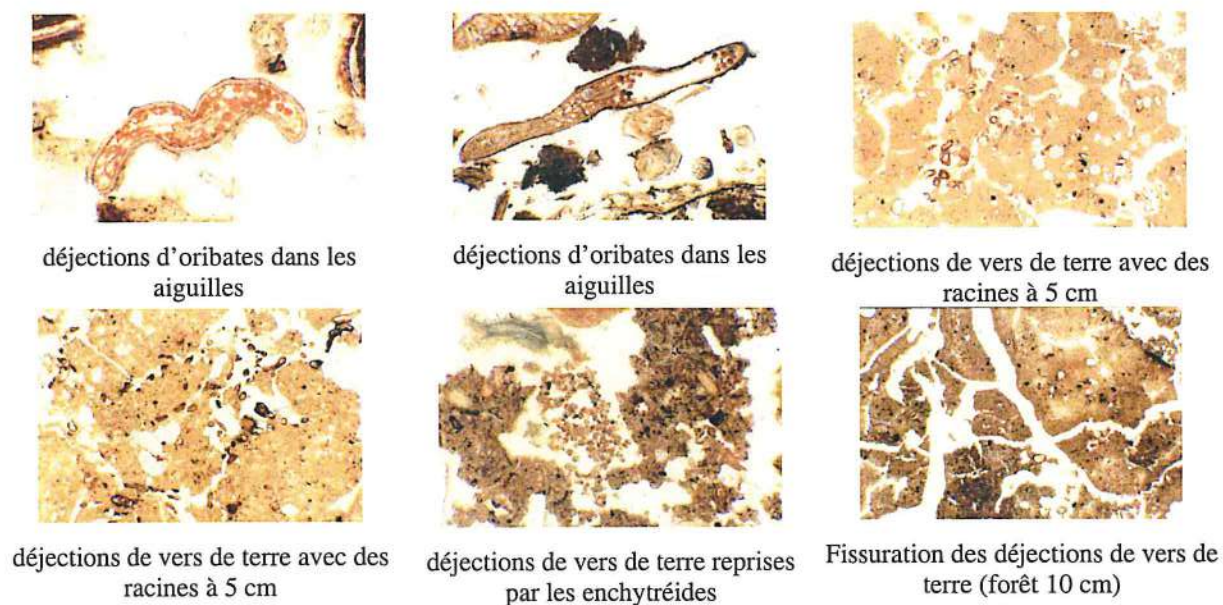 déjections d'oribates dans les
aiguilles
déjections d'oribates dans les
aiguilles
déjections de vers de terre avec des
racines à 5 cm
déjections de vers de terre avec des
racines à 5 cm
déjections de vers de terre reprises
par les enchytréides
Fissuration des déjections de vers de
terre (forêt 10 cm)